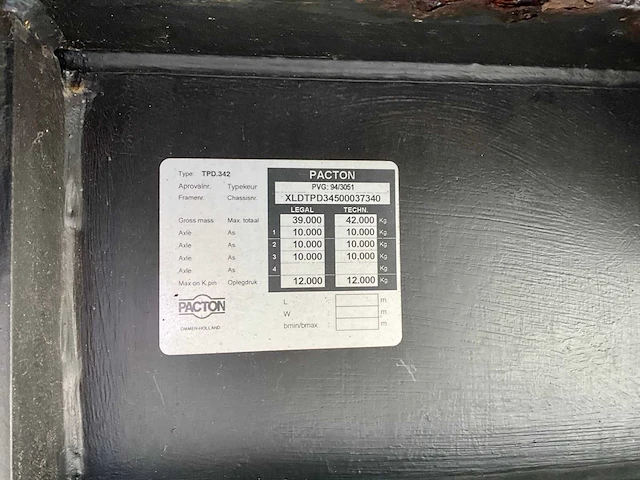 Type: TPD.342 PACTON
Aprovalnr. Typekeur PVG: 94/3051
Framenr. Chassisnr. XLDTPD34500037340
LEGAL TECHN.
Gross mass Max. totaal 39.000 42.000 Kg
Axle As 1 10.000 10.000 Kg
Axle As 2 10.000 10.000 Kg
Axle As 3 10.000 10.000 Kg
Axle As 4 Kg
Max on K.pin Oplegdruk 12.000 12.000 Kg
PACTON
OMMEN-HOLLAND
L m
W m
bmin/bmax m